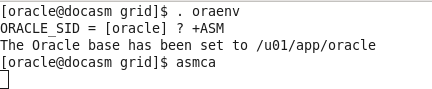 [oracle@docasm grid]$ . oraenv
ORACLE_SID = [oracle] ? +ASM
The Oracle base has been set to /u01/app/oracle
[oracle@docasm grid]$ asmca